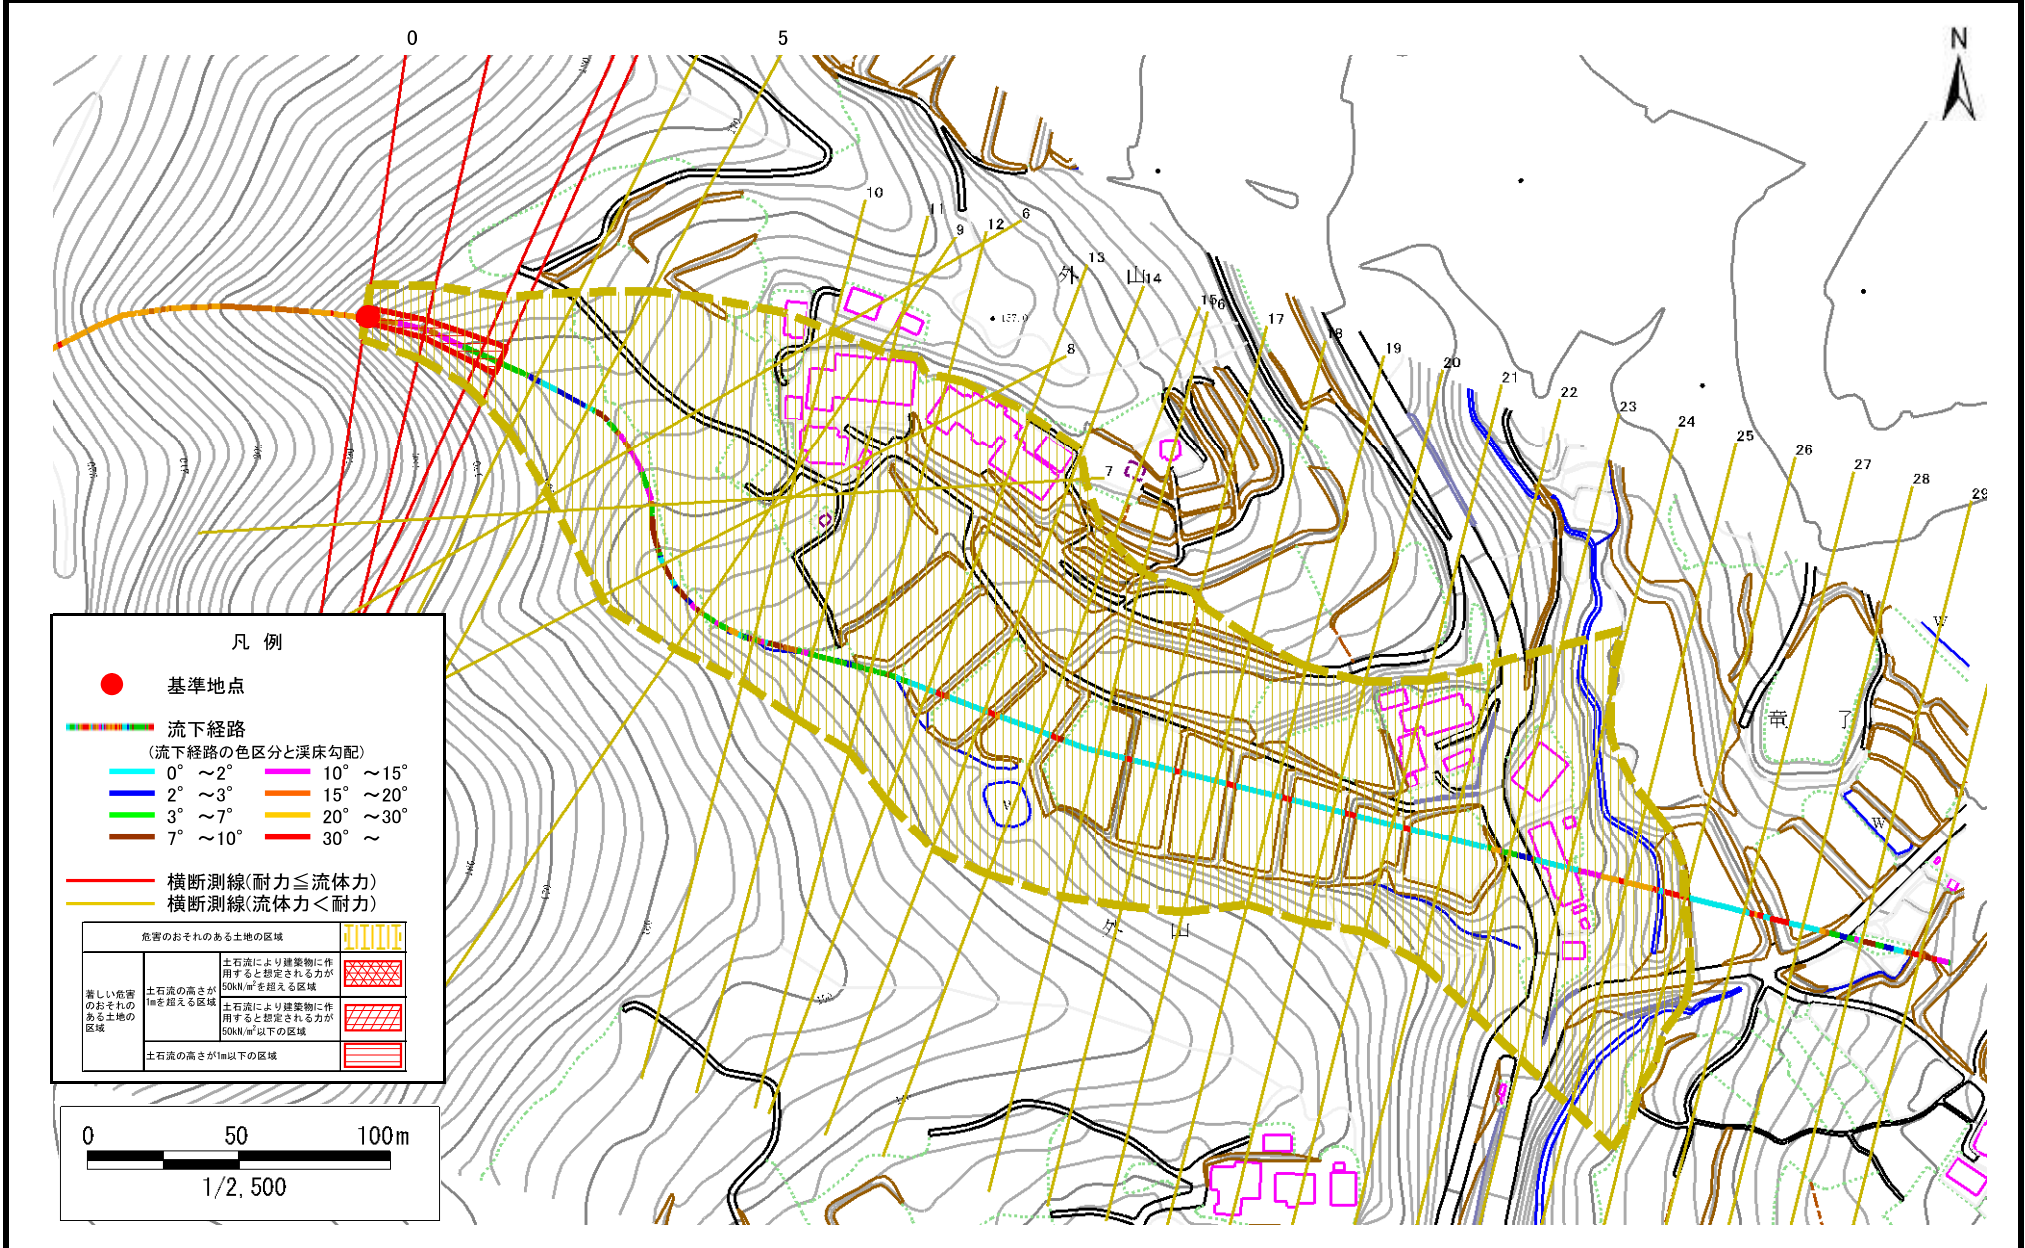 0
5
N
10
11
12
6
9
13
外 山
14
15
16
17
157.0
8
18
19
20
21
22
23
24
25
26
27
28
29
7
170
W
竜 了
W
外 山
凡 例
基準地点
流下経路
(流下経路の色区分と渓床勾配)
0° ～2° 10° ～15°
2° ～3° 15° ～20°
3° ～7° 20° ～30°
7° ～10° 30° ～
横断測線(耐力≦流体力)
横断測線(流体力＜耐力)
危害のおそれのある土地の区域
著しい危害のおそれのある土地の区域
土石流の高さが1mを超える区域
土石流により建築物に作用すると想定される力が50kN/m²を超える区域
土石流により建築物に作用すると想定される力が50kN/m²以下の区域
土石流の高さが1m以下の区域
0 50 100m
1/2,500